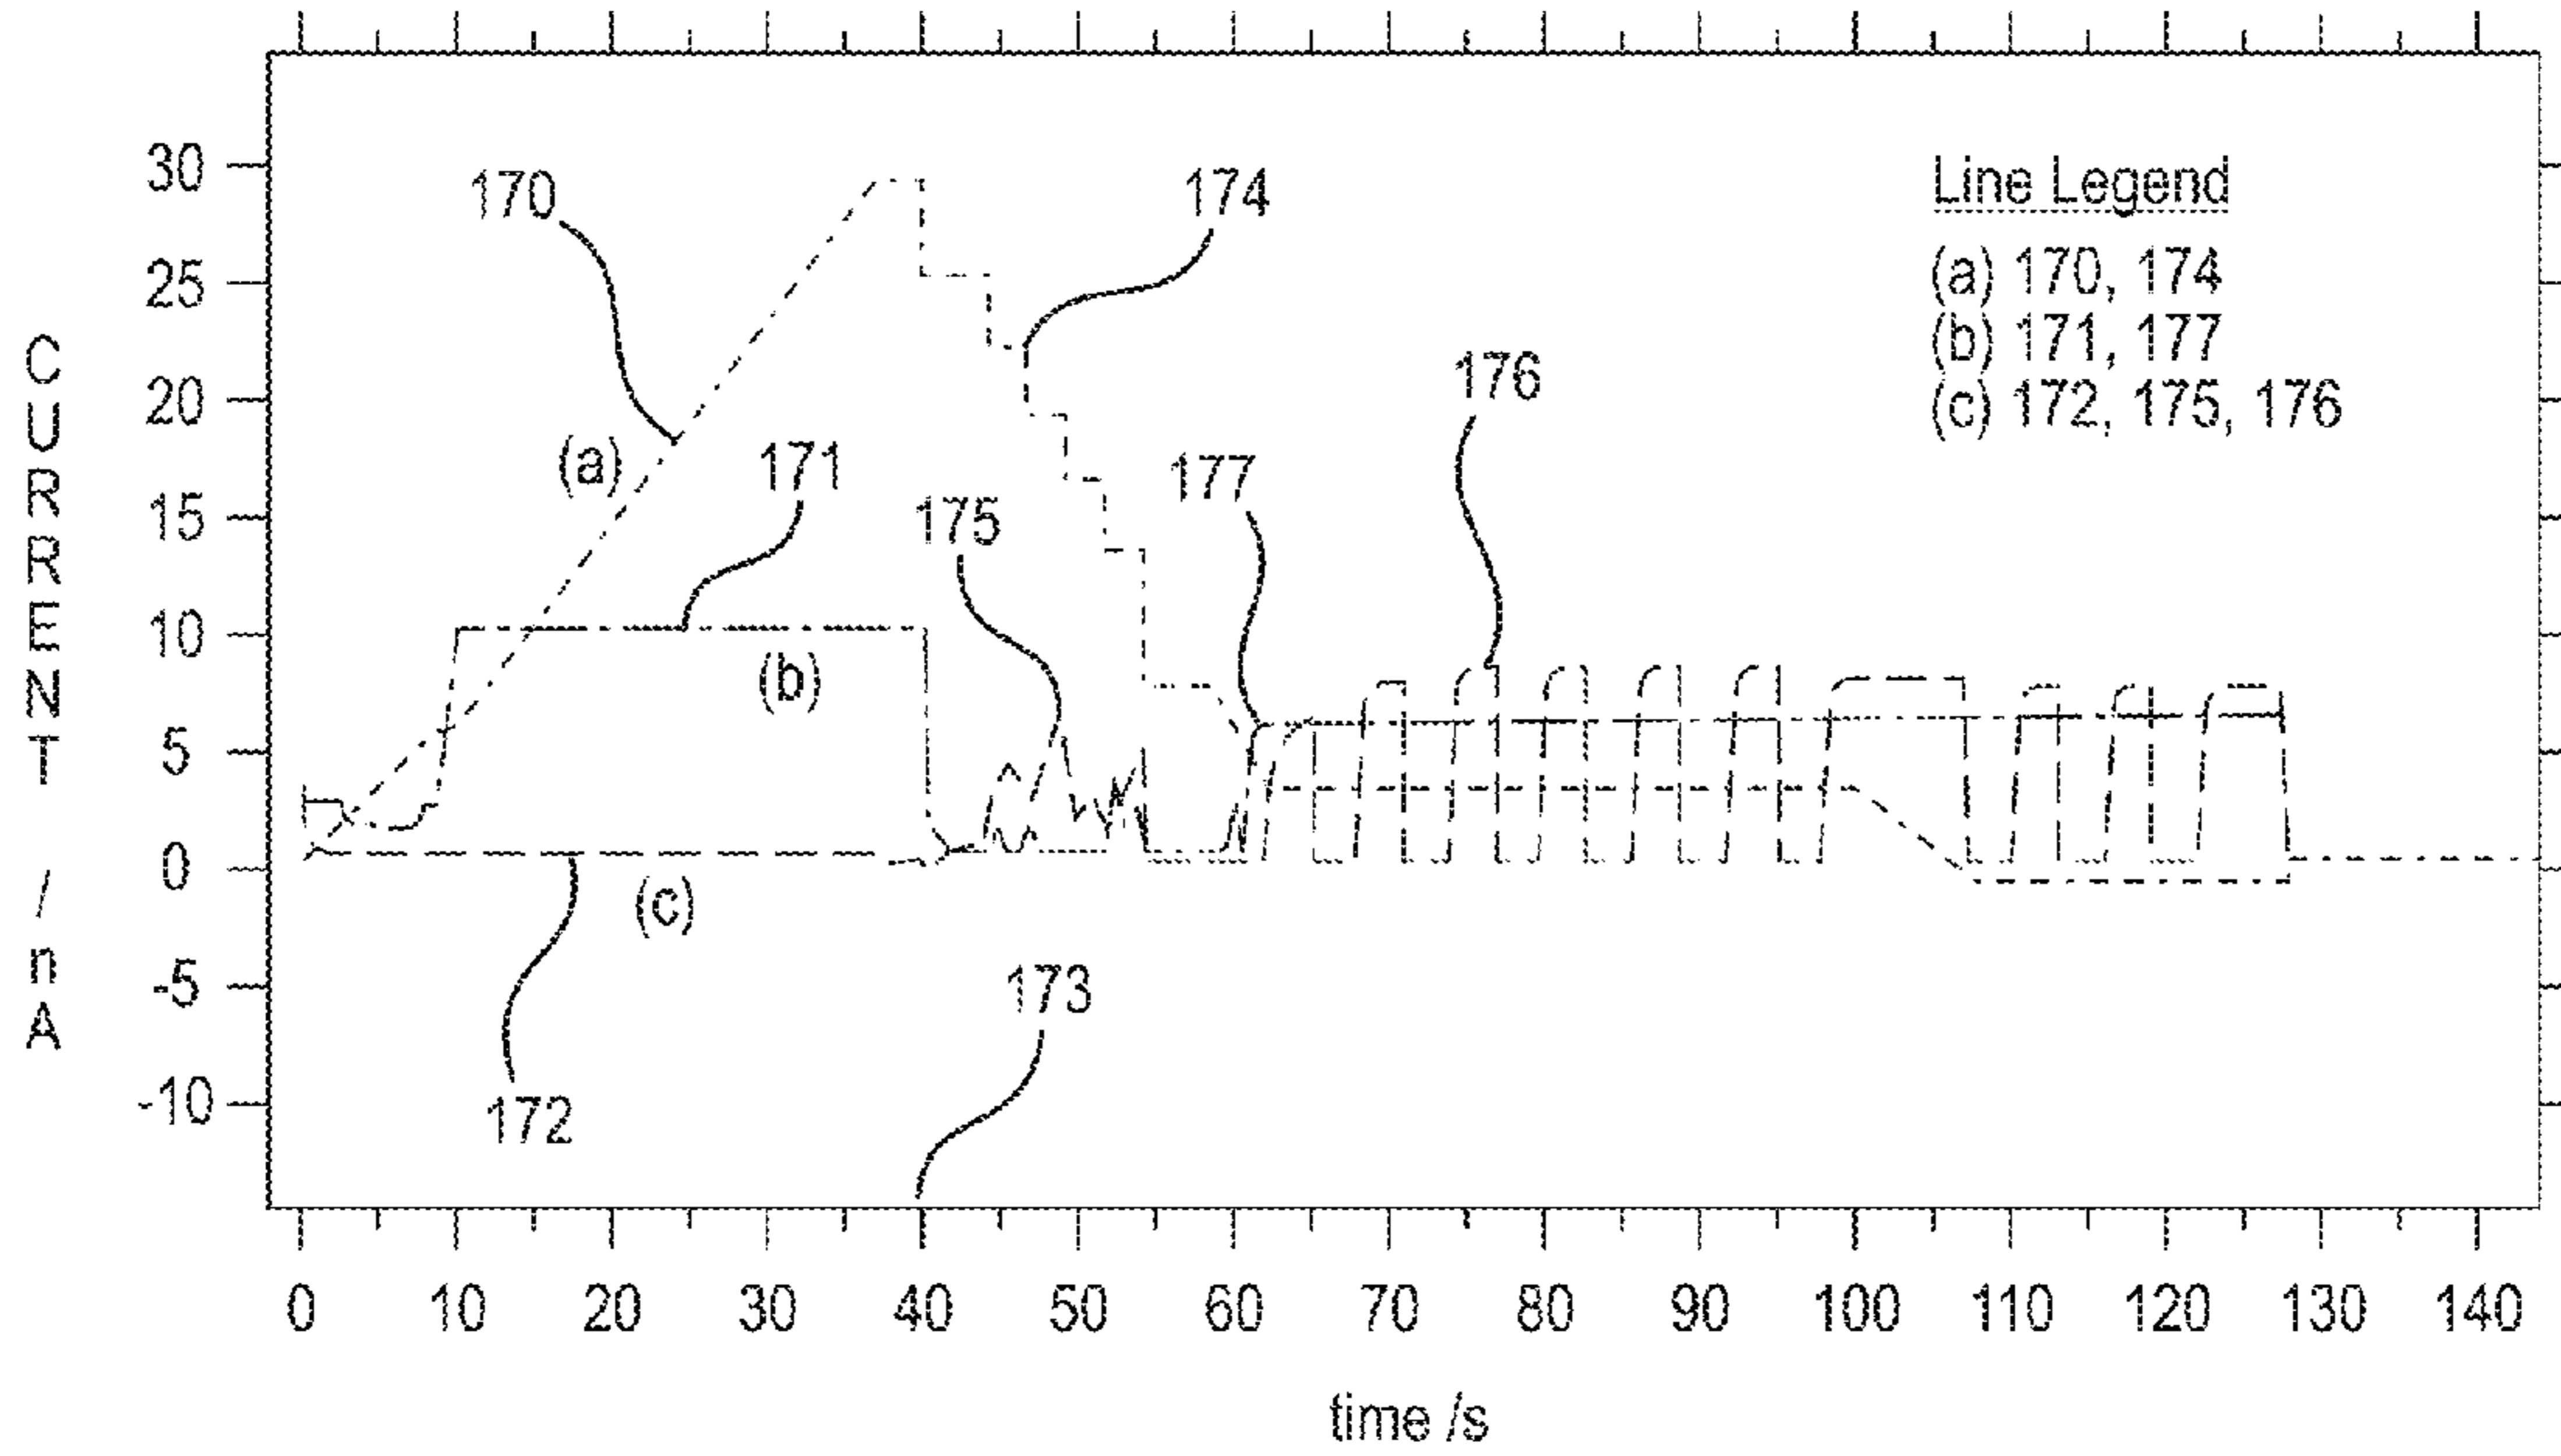 CURRENT /nA
30
25
20
15
10
5
0
-5
-10
170
174
(a)
171
175
177
176
(b)
(c)
172
173
Line Legend
(a) 170, 174
(b) 171, 177
(c) 172, 175, 176
0 10 20 30 40 50 60 70 80 90 100 110 120 130 140
time /s